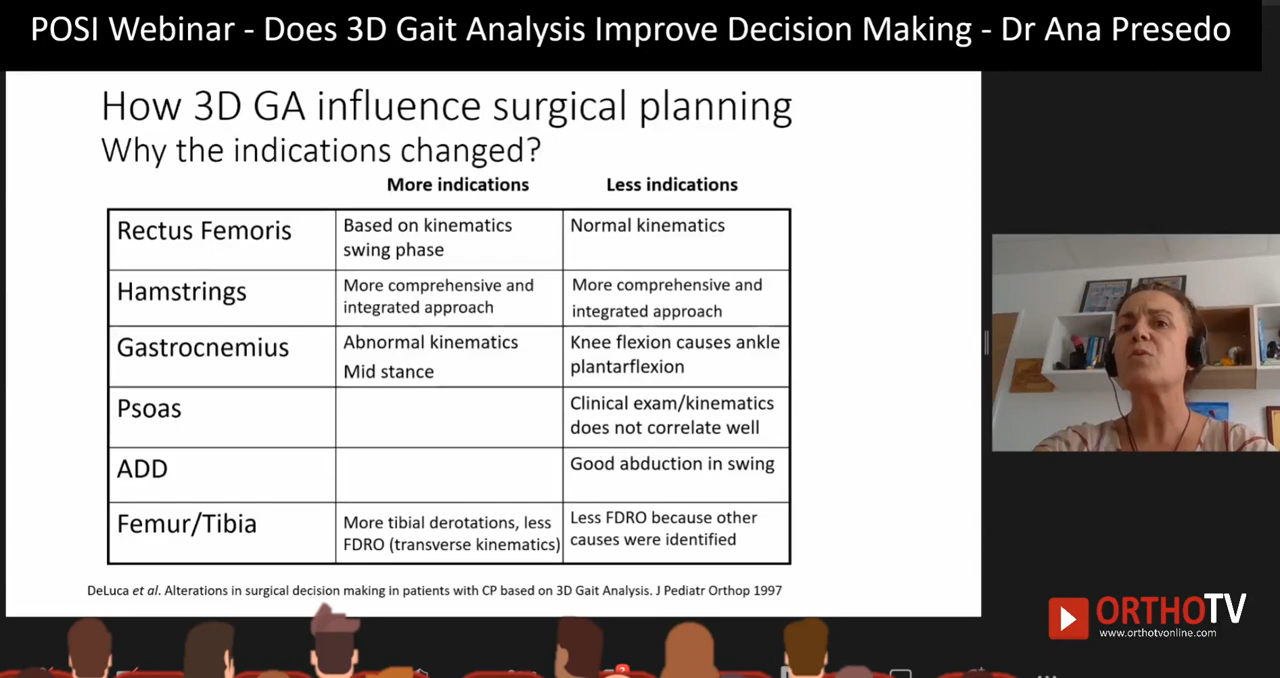 POSI Webinar - Does 3D Gait Analysis Improve Decision Making - Dr Ana Presedo
How 3D GA influence surgical planning
Why the indications changed?
More indications
Less indications
Rectus Femoris
Based on kinematics
swing phase
Normal kinematics
Hamstrings
More comprehensive and
integrated approach
More comprehensive and
integrated approach
Gastrocnemius
Abnormal kinematics
Mid stance
Knee flexion causes ankle
plantarflexion
Psoas
Clinical exam/kinematics
does not correlate well
ADD
Good abduction in swing
Femur/Tibia
More tibial derotations, less
FDRO (transverse kinematics)
Less FDRO because other
causes were identified
DeLuca et al. Alterations in surgical decision making in patients with CP based on 3D Gait Analysis. J Pediatr Orthop 1997
ORTHOTV
www.orthotvonline.com